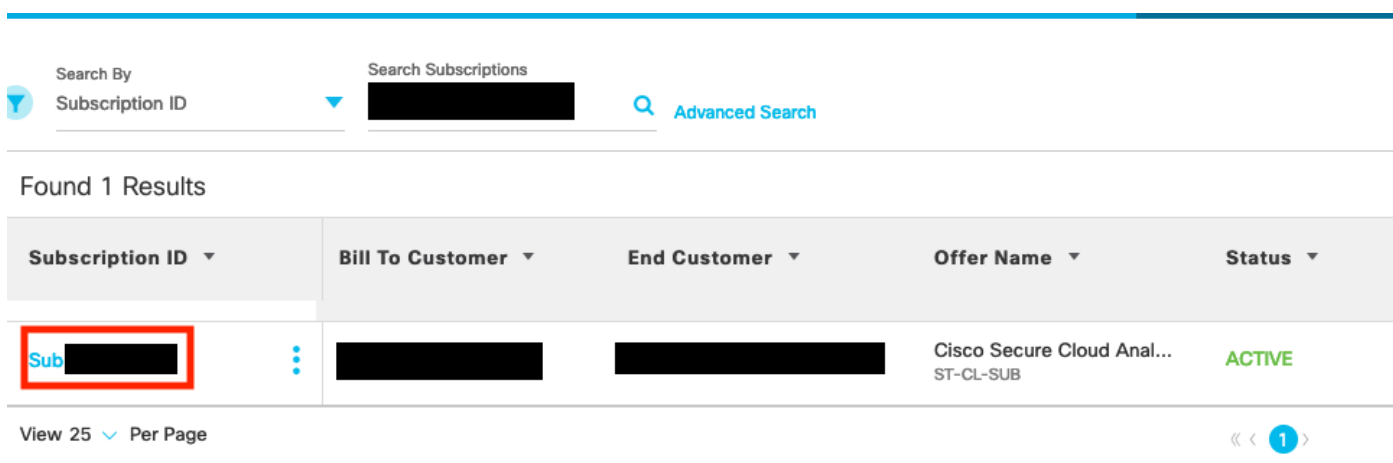 Search By
Search Subscriptions
Subscription ID
Advanced Search
Found 1 Results
Subscription ID
Bill To Customer
End Customer
Offer Name
Status
Sub
Cisco Secure Cloud Anal...
ST-CL-SUB
ACTIVE
View 25 Per Page
1